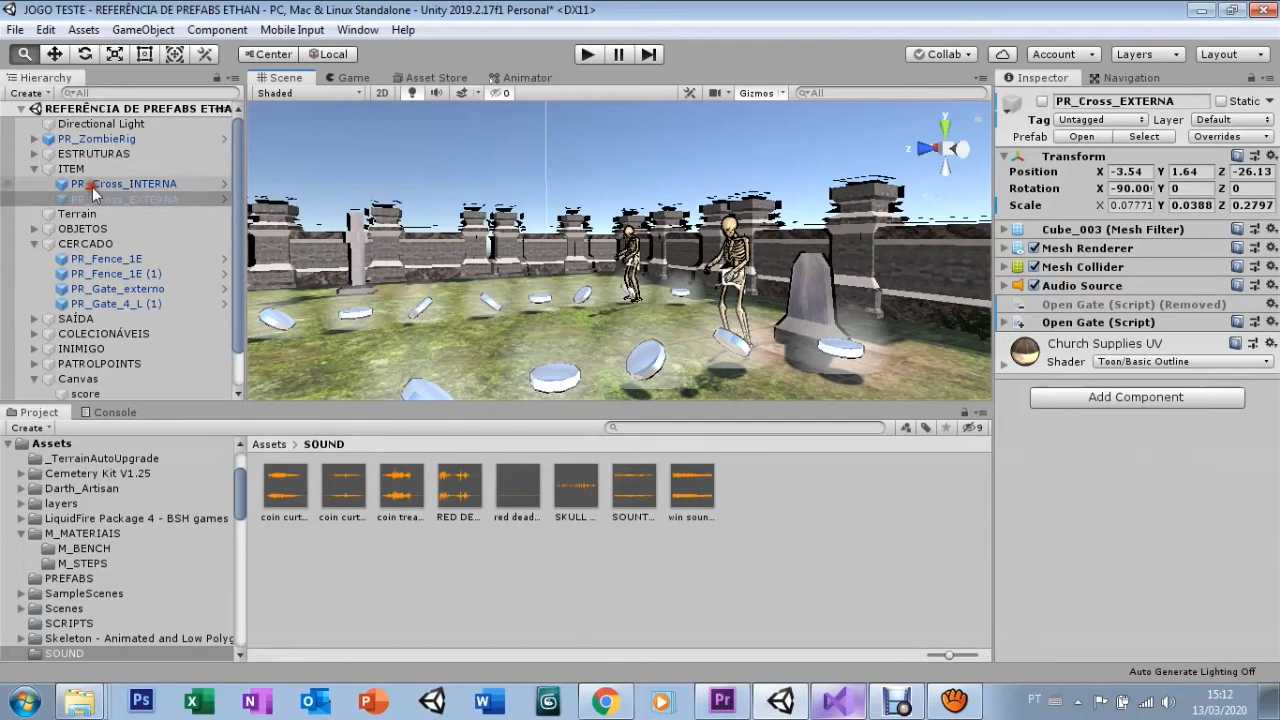 JOGO TESTE - REFERÊNCIA DE PREFABS ETHAN - PC, Mac & Linux Standalone - Unity 2019.2.17f1 Personal* <DX11>
File Edit Assets GameObject Component Mobile Input Window Help
Center Local Collab Account Layers Layout
Hierarchy Scene Game Asset Store Animator Inspector Navigation
Create All Shaded 2D 0 Gizmos All
REFERÊNCIA DE PREFABS ETHA
Directional Light
PR_ZombieRig
ESTRUTURAS
ITEM
PR_Cross_INTERNA
PR_Cross_EXTERNA
Terrain
OBJETOS
CERCADO
PR_Fence_1E
PR_Fence_1E (1)
PR_Gate_externo
PR_Gate_4_L (1)
SAÍDA
COLECIONÁVEIS
INIMIGO
PATROLPOINTS
Canvas
score
y
z
PR_Cross_EXTERNA Static
Tag Untagged Layer Default
Prefab Open Select Overrides
Transform
Position X -3.54 Y 1.64 Z -26.13
Rotation X -90.00 Y 0 Z 0
Scale X 0.07771 Y 0.0388 Z 0.2797
Cube_003 (Mesh Filter)
Mesh Renderer
Mesh Collider
Audio Source
Open Gate (Script) (Removed)
Open Gate (Script)
Church Supplies UV
Shader Toon/Basic Outline
Add Component
Project Console
Create 9
Assets
_TerrainAutoUpgrade
Cemetery Kit V1.25
Darth_Artisan
layers
LiquidFire Package 4 - BSH games
M_MATERIAIS
M_BENCH
M_STEPS
PREFABS
SampleScenes
Scenes
SCRIPTS
Skeleton - Animated and Low Polyg
SOUND
Assets > SOUND
coin curt... coin curt... coin trea... RED DE... red dead... SKULL ... SOUNT... win soun...
Auto Generate Lighting Off
PT 15:12
13/03/2020